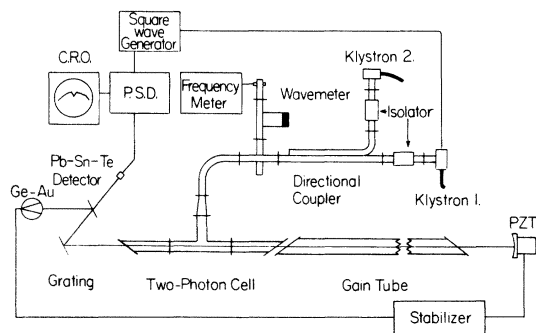 Square
wave
Generator
C.R.O.
P.S.D.
Frequency
Meter
Wavemeter
Klystron 2.
Isolator
Pb-Sn-Te
Detector
Ge-Au
Directional
Coupler
Klystron 1.
PZT
Grating
Two-Photon Cell
Gain Tube
Stabilizer